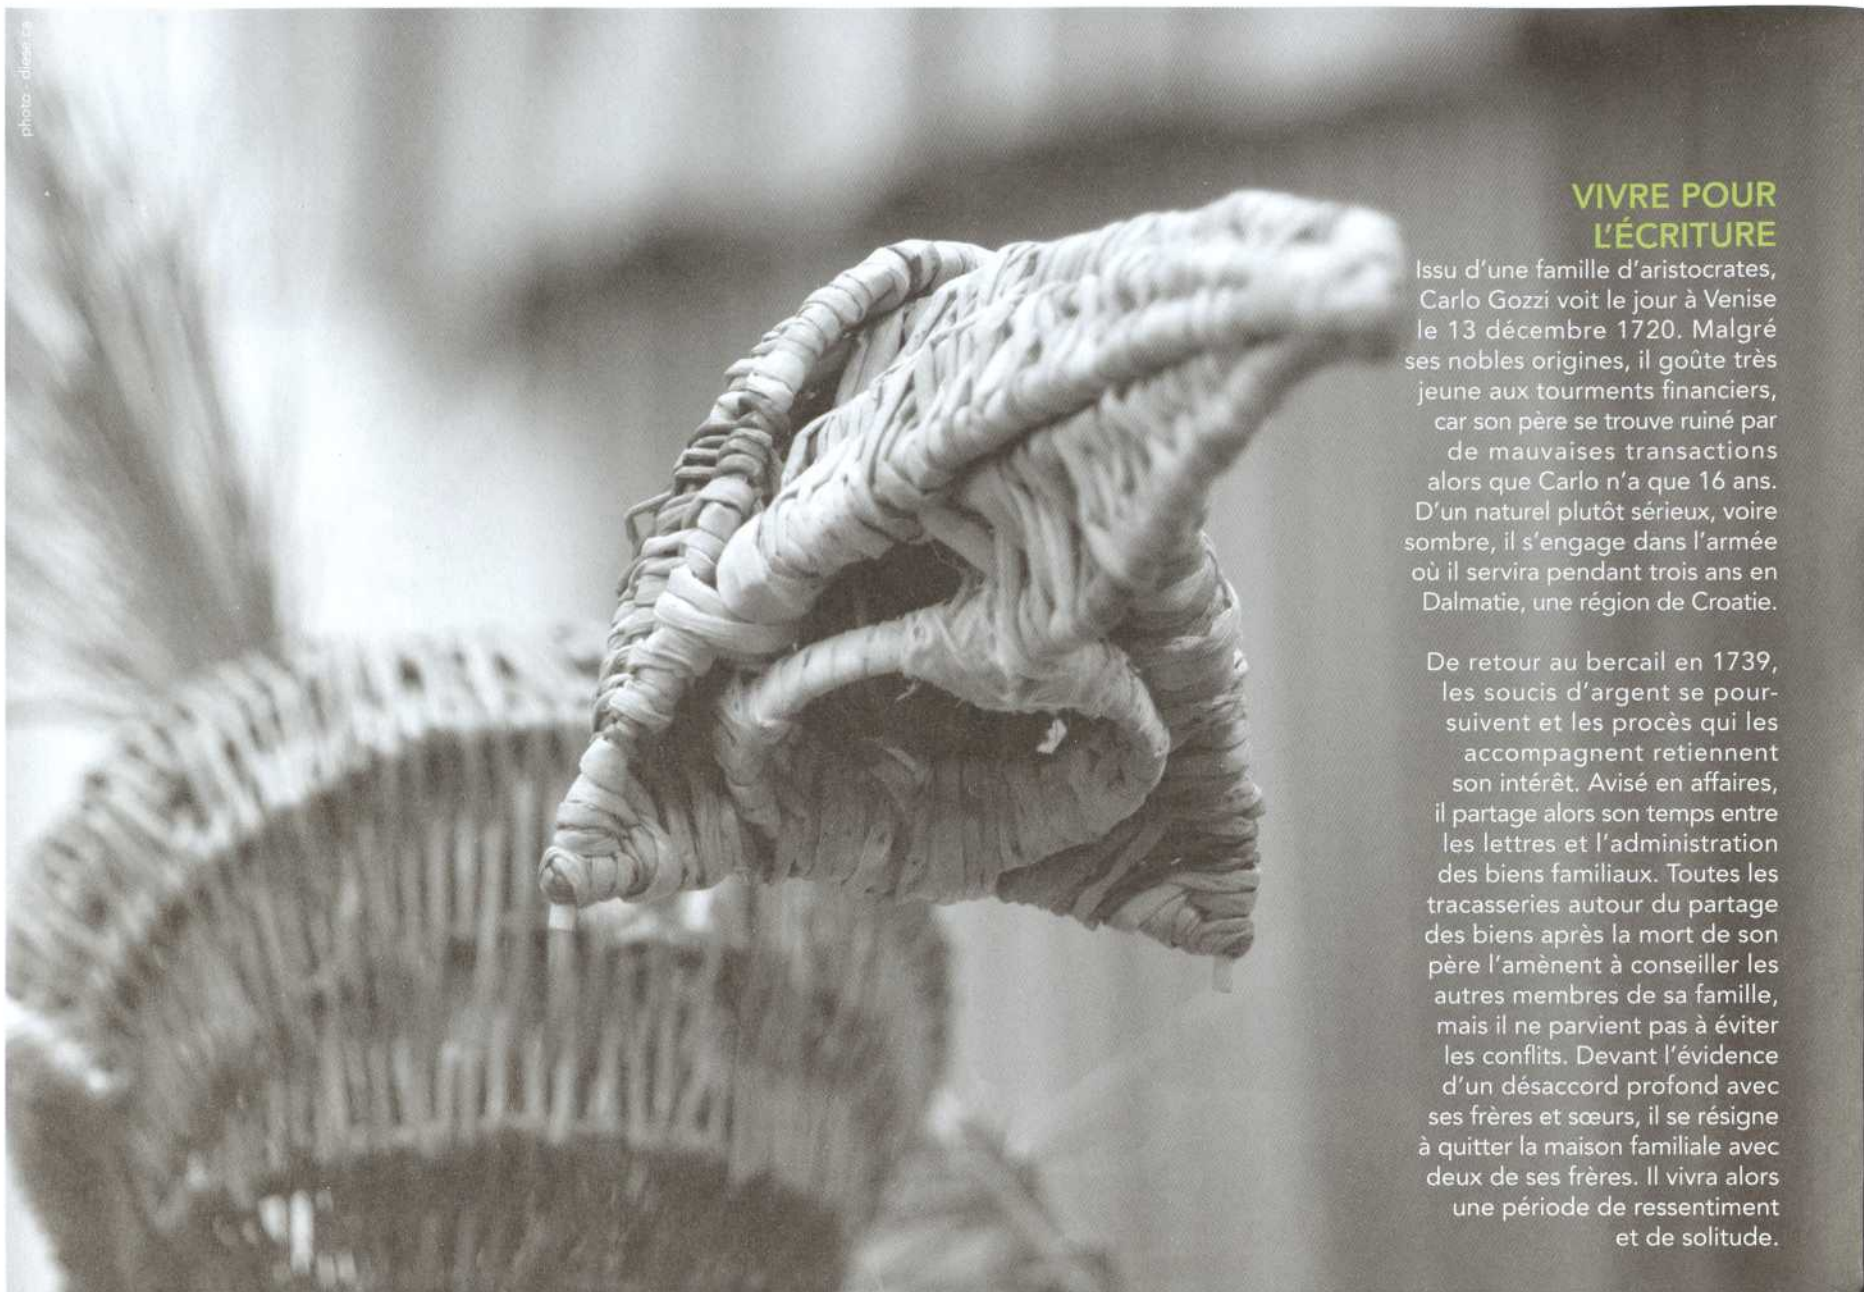 photo - diese.ca
VIVRE POUR
L'ÉCRITURE
Issu d'une famille d'aristocrates,
Carlo Gozzi voit le jour à Venise
le 13 décembre 1720. Malgré
ses nobles origines, il goûte très
jeune aux tourments financiers,
car son père se trouve ruiné par
de mauvaises transactions
alors que Carlo n'a que 16 ans.
D'un naturel plutôt sérieux, voire
sombre, il s'engage dans l'armée
où il servira pendant trois ans en
Dalmatie, une région de Croatie.
De retour au bercail en 1739,
les soucis d'argent se pour-
suivent et les procès qui les
accompagnent retiennent
son intérêt. Avisé en affaires,
il partage alors son temps entre
les lettres et l'administration
des biens familiaux. Toutes les
tracasseries autour du partage
des biens après la mort de son
père l'amènent à conseiller les
autres membres de sa famille,
mais il ne parvient pas à éviter
les conflits. Devant l'évidence
d'un désaccord profond avec
ses frères et sœurs, il se résigne
à quitter la maison familiale avec
deux de ses frères. Il vivra alors
une période de ressentiment
et de solitude.